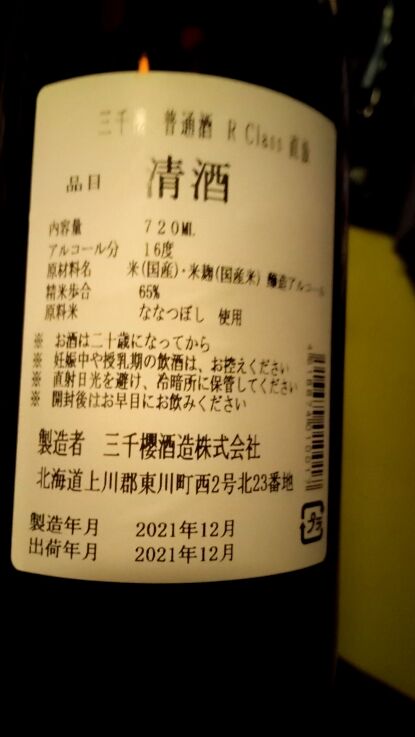 三千櫻 普通酒 R Class 直汲
品目 清酒
内容量 720ML
アルコール分 16度
原材料名 米(国産)・米麹(国産米) 醸造アルコール
精米歩合 65%
原料米 ななつぼし 使用
※ お酒は二十歳になってから
※ 妊娠中や授乳期の飲酒は、お控えください
※ 直射日光を避け、冷暗所に保管してください
※ 開封後はお早目にお飲みください
製造者 三千櫻酒造株式会社
北海道上川郡東川町西2号北23番地
製造年月 2021年12月
出荷年月 2021年12月
プラ